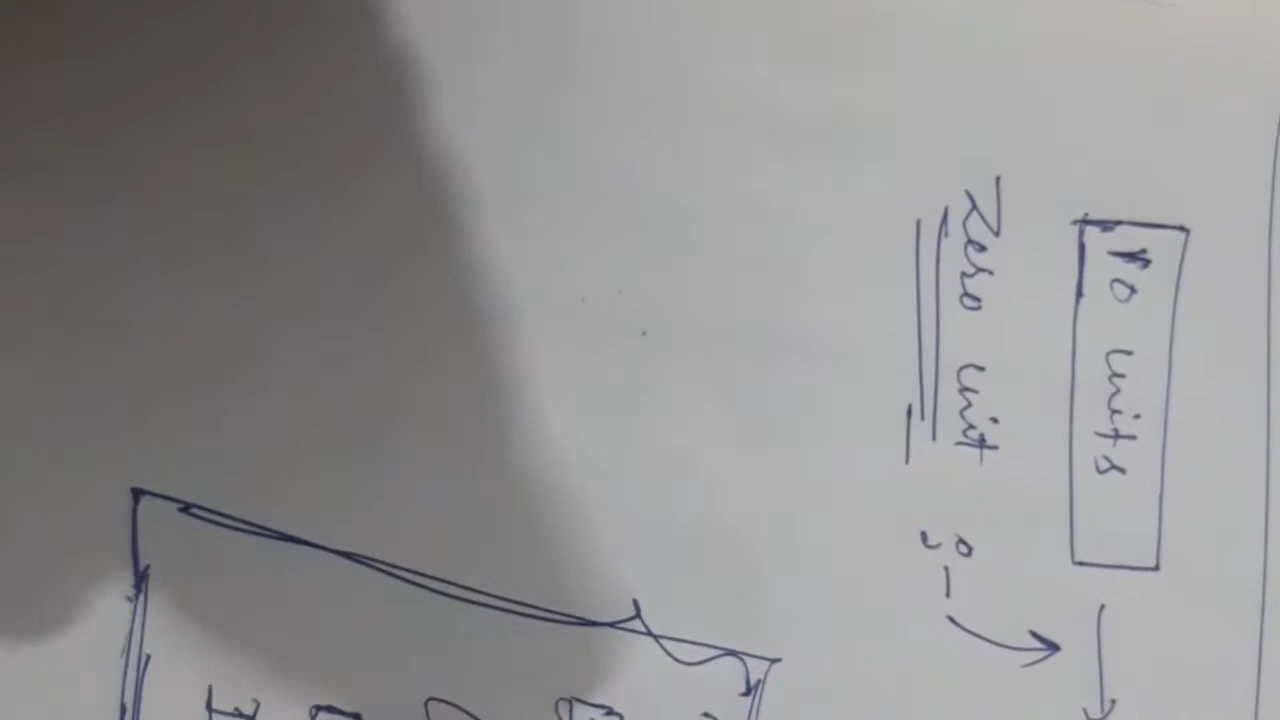 10 units →
Zero unit :- →